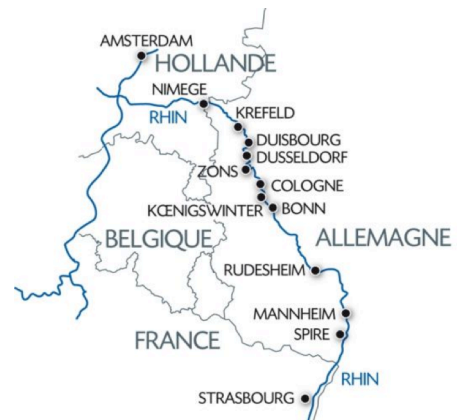 AMSTERDAM
HOLLANDE
NIMEGE
RHIN
KREFELD
DUISBOURG
DUSSELDORF
ZONS
COLOGNE
KŒNIGSWINTER
BONN
BELGIQUE
ALLEMAGNE
RUDESHEIM
MANNHEIM
SPIRE
FRANCE
RHIN
STRASBOURG